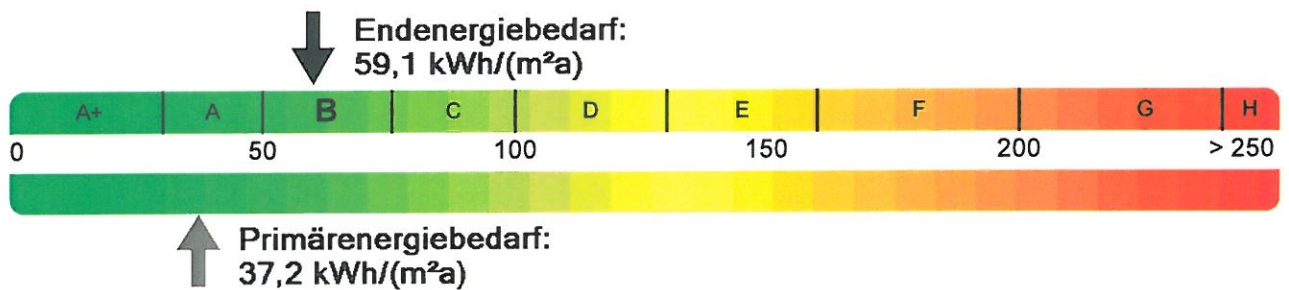 Endenergiebedarf:
59,1 kWh/(m²a)
A+ A B C D E F G H
0 50 100 150 200 > 250
Primärenergiebedarf:
37,2 kWh/(m²a)